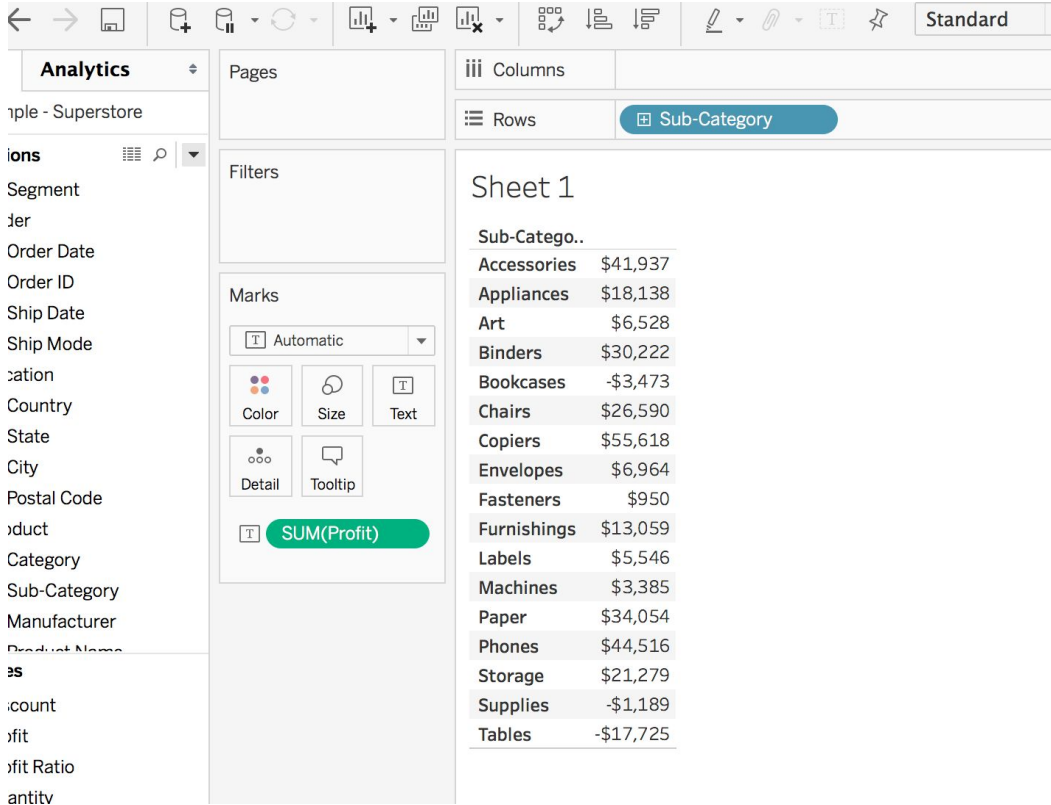 Standard
Analytics
Pages
Columns
nple - Superstore
Rows
Sub-Category
ions
Segment
der
Order Date
Order ID
Ship Date
Ship Mode
cation
Country
State
City
Postal Code
oduct
Category
Sub-Category
Manufacturer
Product Name
es
scount
ofit
ofit Ratio
antity
Filters
Marks
T Automatic
Color
Size
T
Text
Detail
Tooltip
T SUM(Profit)
Sheet 1
Sub-Catego..
Accessories $41,937
Appliances $18,138
Art $6,528
Binders $30,222
Bookcases -$3,473
Chairs $26,590
Copiers $55,618
Envelopes $6,964
Fasteners $950
Furnishings $13,059
Labels $5,546
Machines $3,385
Paper $34,054
Phones $44,516
Storage $21,279
Supplies -$1,189
Tables -$17,725